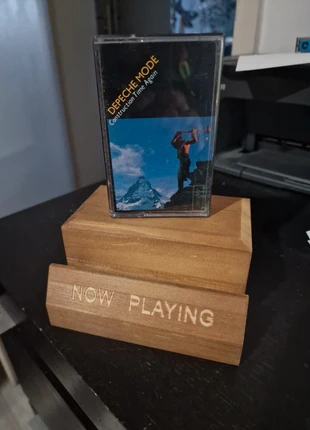 DEPECHE MODE
Construction Time Again
NOW PLAYING